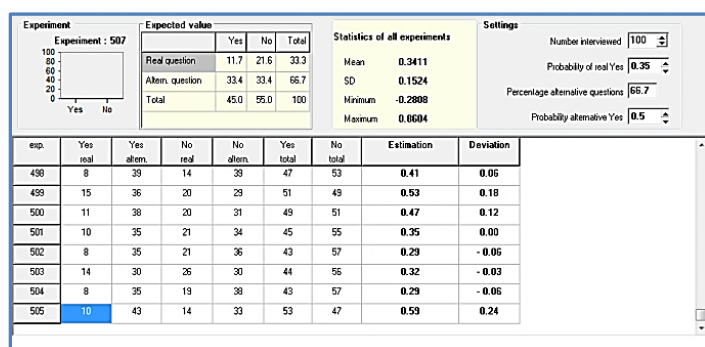 Experiment
Experiment : 507
100
80
60
40
20
0
Yes No
Expected value
Yes No Total
Real question 11.7 21.6 33.3
Altern. question 33.4 33.4 66.7
Total 45.0 55.0 100
Statistics of all experiments
Mean 0.3411
SD 0.1524
Minimum -0.2808
Maximum 0.8604
Settings
Number interviewed 100
Probability of real Yes 0.35
Percentage alternative questions 66.7
Probability alternative Yes 0.5
exp. Yes real Yes altern. No real No altern. Yes total No total Estimation Deviation
498 8 39 14 39 47 53 0.41 0.06
499 15 36 20 29 51 49 0.53 0.18
500 11 38 20 31 49 51 0.47 0.12
501 10 35 21 34 45 55 0.35 0.00
502 8 35 21 36 43 57 0.29 - 0.06
503 14 30 26 30 44 56 0.32 - 0.03
504 8 35 19 38 43 57 0.29 - 0.06
505 10 43 14 33 53 47 0.59 0.24